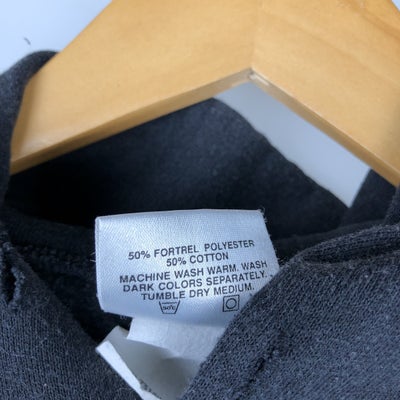 50% FORTREL POLYESTER
50% COTTON
MACHINE WASH WARM. WASH
DARK COLORS SEPARATELY.
TUMBLE DRY MEDIUM.